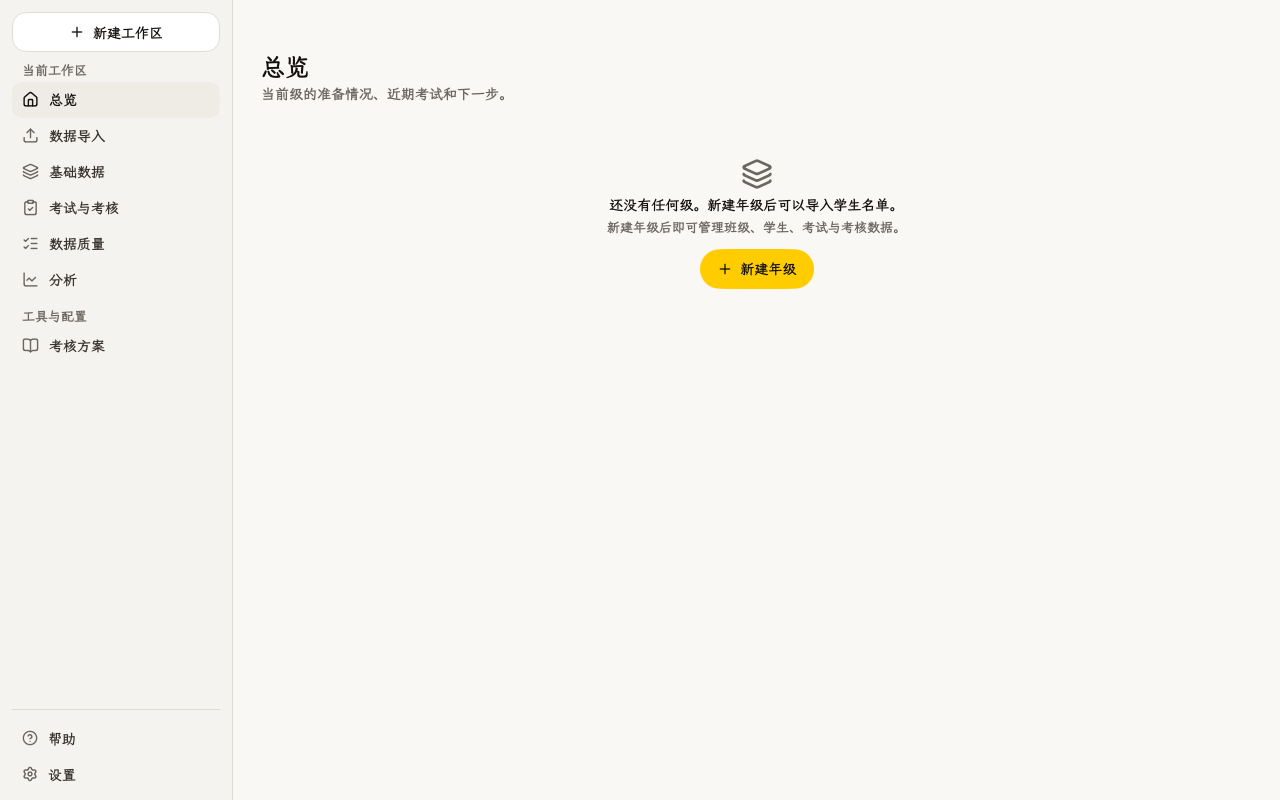 新建工作区
当前工作区
总览
数据导入
基础数据
考试与考核
数据质量
分析
工具与配置
考核方案
帮助
设置
总览
当前级的准备情况、近期考试和下一步。
还没有任何级。新建年级后可以导入学生名单。
新建年级后即可管理班级、学生、考试与考核数据。
新建年级